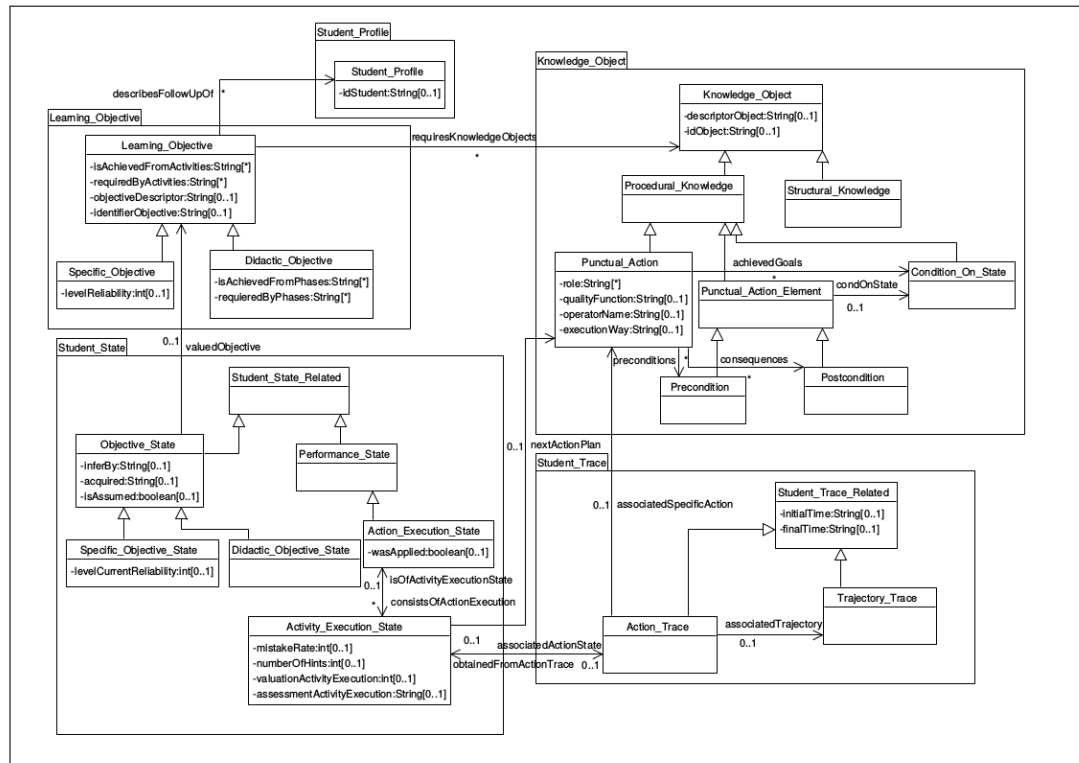 Student_Profile
Student_Profile
-idStudent:String[0..1]
describesFollowUpOf
*
Knowledge_Object
Knowledge_Object
-descriptorObject:String[0..1]
-idObject:String[0..1]
Learning_Objective
Learning_Objective
-isAchievedFromActivities:String[*]
-requiredByActivities:String[*]
-objectiveDescriptor:String[0..1]
-identifierObjective:String[0..1]
requiresKnowledgeObjects
*
Procedural_Knowledge
Structural_Knowledge
Specific_Objective
-levelReliability:int[0..1]
Didactic_Objective
-isAchievedFromPhases:String[*]
-requieredByPhases:String[*]
Punctual_Action
-role:String[*]
-qualityFunction:String[0..1]
-operatorName:String[0..1]
-executionWay:String[0..1]
achievedGoals
*
Condition_On_State
Punctual_Action_Element
condOnState
0..1
preconditions
*
consequences
Precondition
*
Postcondition
0..1
valuedObjective
Student_State
Student_State_Related
Objective_State
-inferBy:String[0..1]
-acquired:String[0..1]
-isAssumed:boolean[0..1]
Performance_State
0..1
nextActionPlan
Student_Trace
Student_Trace_Related
-initialTime:String[0..1]
-finalTime:String[0..1]
0..1
associatedSpecificAction
Action_Execution_State
-wasApplied:boolean[0..1]
Specific_Objective_State
-levelCurrentReliability:int[0..1]
Didactic_Objective_State
isOfActivityExecutionState
0..1
*
consistsOfActionExecution
Trajectory_Trace
Activity_Execution_State
-mistakeRate:int[0..1]
-numberOfHints:int[0..1]
-valuationActivityExecution:int[0..1]
-assessmentActivityExecution:String[0..1]
Action_Trace
associatedTrajectory
0..1
0..1
associatedActionState
obtainedFromActionTrace
0..1